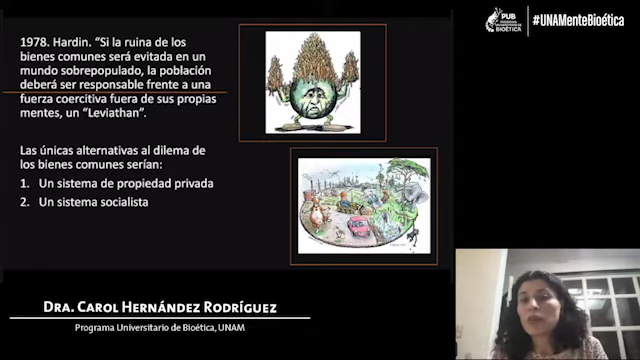 1978. Hardin. “Si la ruina de los
bienes comunes será evitada en un
mundo sobrepopulado, la población
deberá ser responsable frente a una
fuerza coercitiva fuera de sus propias
mentes, un “Leviathan”.
Las únicas alternativas al dilema de
los bienes comunes serían:
1. Un sistema de propiedad privada
2. Un sistema socialista
PUB
BIOÉTICA
#UNAMenteBioética
DRA. CAROL HERNÁNDEZ RODRÍGUEZ
Programa Universitario de Bioética, UNAM